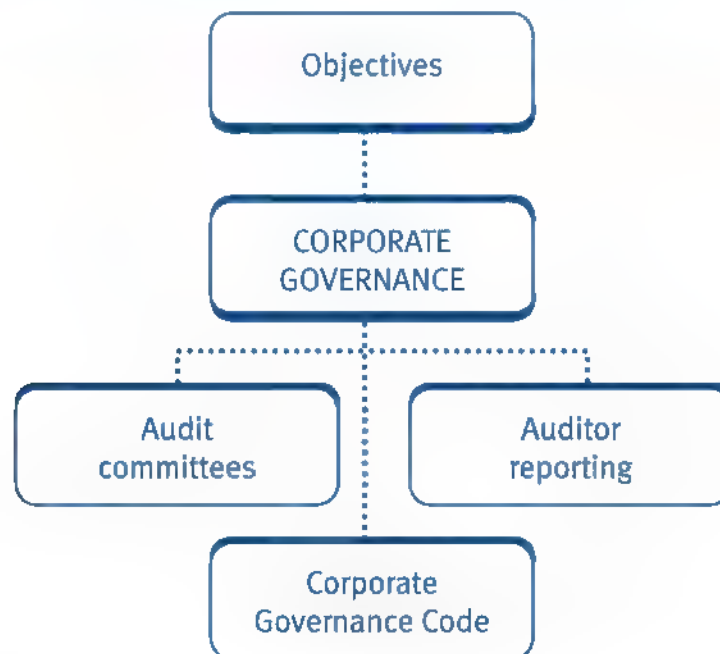 Objectives
CORPORATE
GOVERNANCE
Audit
committees
Auditor
reporting
Corporate
Governance Code